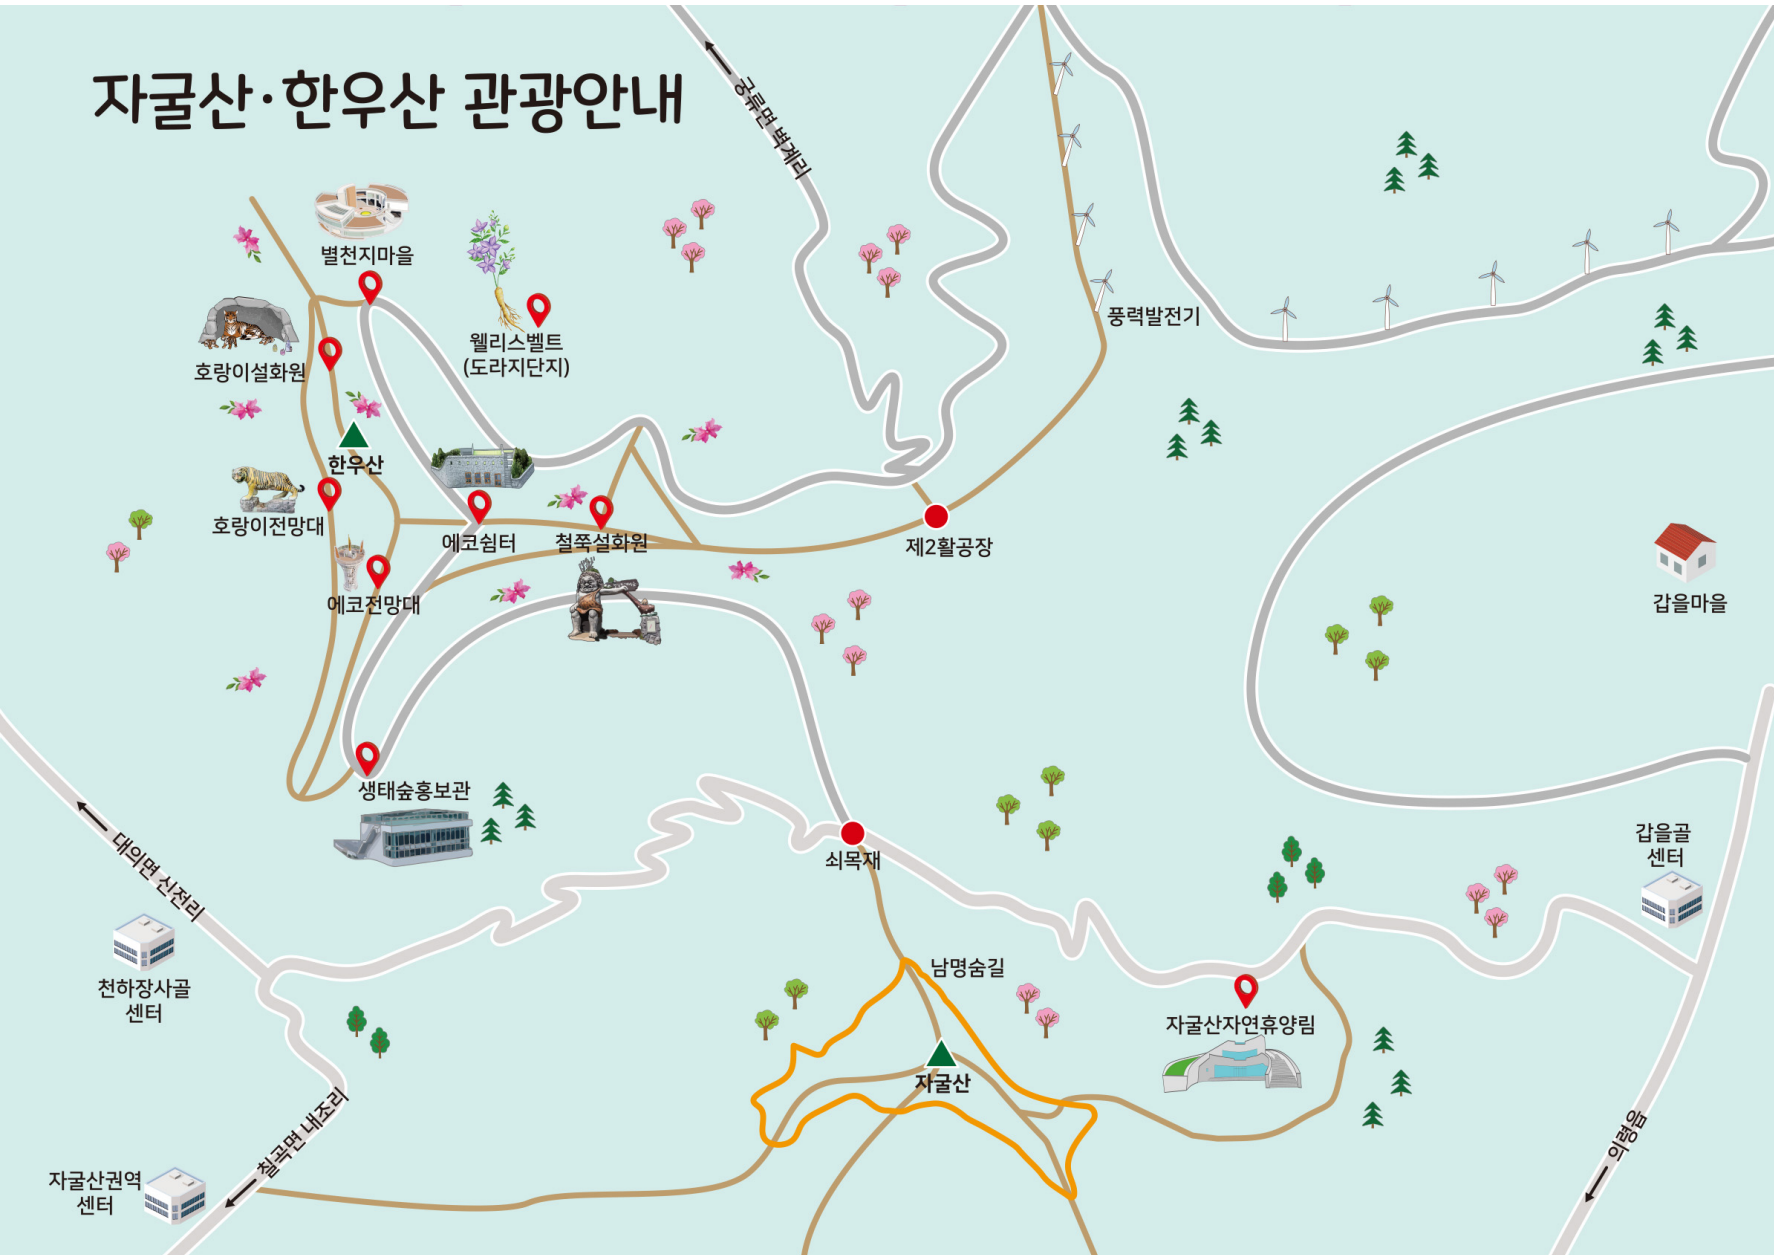 자굴산·한우산 관광안내
궁류면 벽계리
별천지마을
웰리스벨트
(도라지단지)
호랑이설화원
풍력발전기
한우산
호랑이전망대
에코쉼터
철쭉설화원
제2활공장
에코전망대
갑을마을
생태숲홍보관
쇠목재
갑을골
센터
대의면 신전리
천하장사골
센터
남명숨길
자굴산자연휴양림
자굴산
칠곡면 내조리
의령읍
자굴산권역
센터